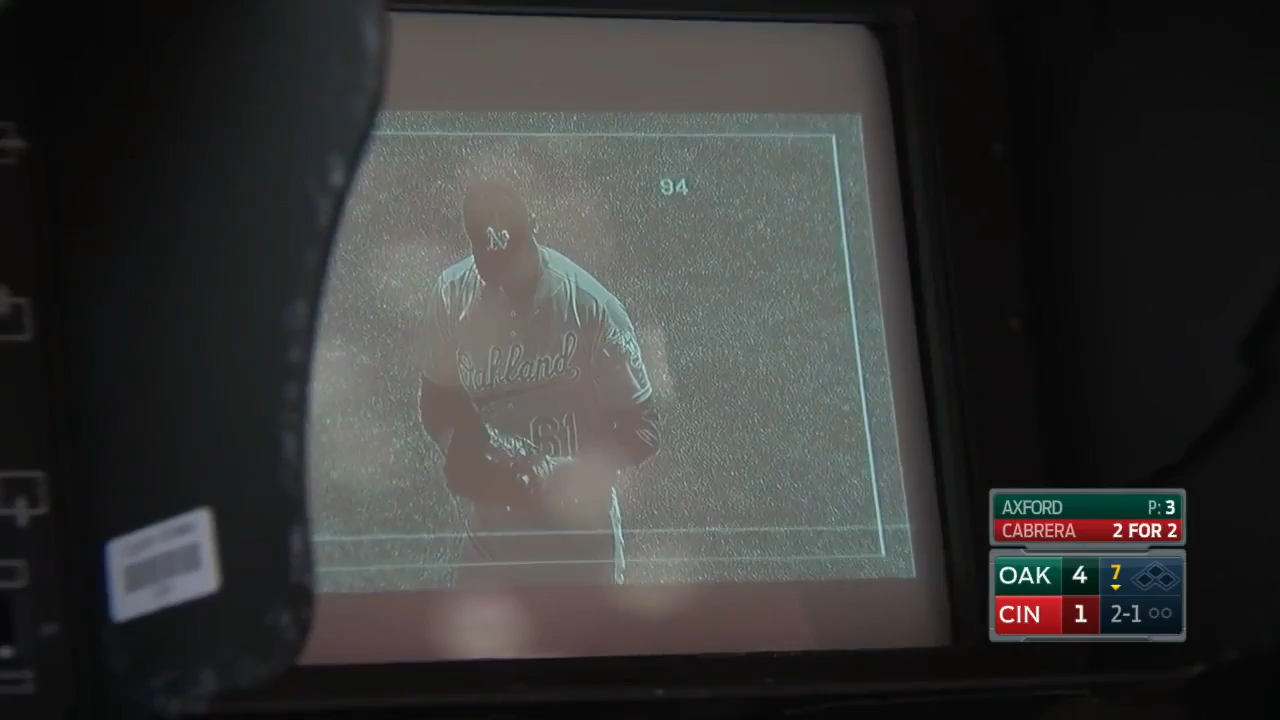 94
N
Oakland
61
AXFORD P: 3
CABRERA 2 FOR 2
OAK 4 7
CIN 1 2-1